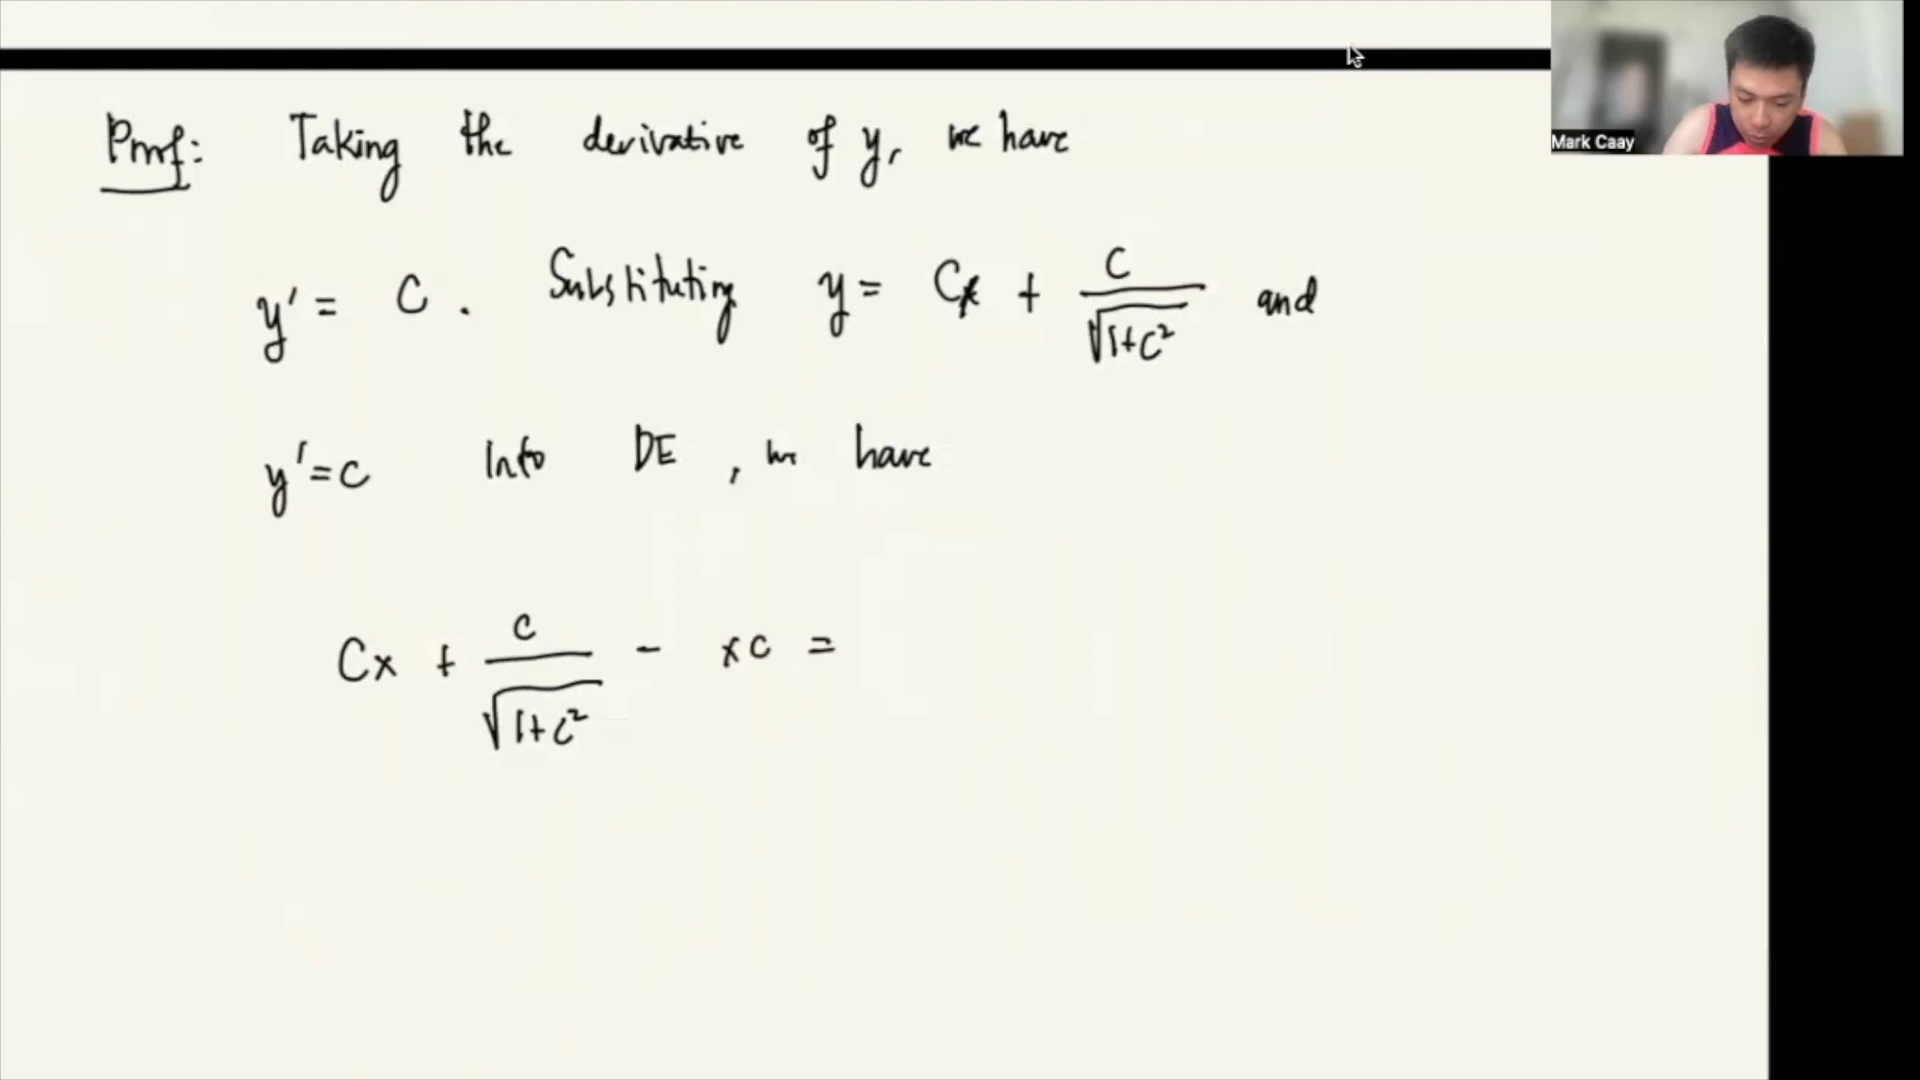 Mark Caay
Proof: Taking the derivative of y, we have
y' = C. Substituting y = Cx + C/√(1+C²) and
y' = C into DE, we have
Cx + C/√(1+C²) - xC =